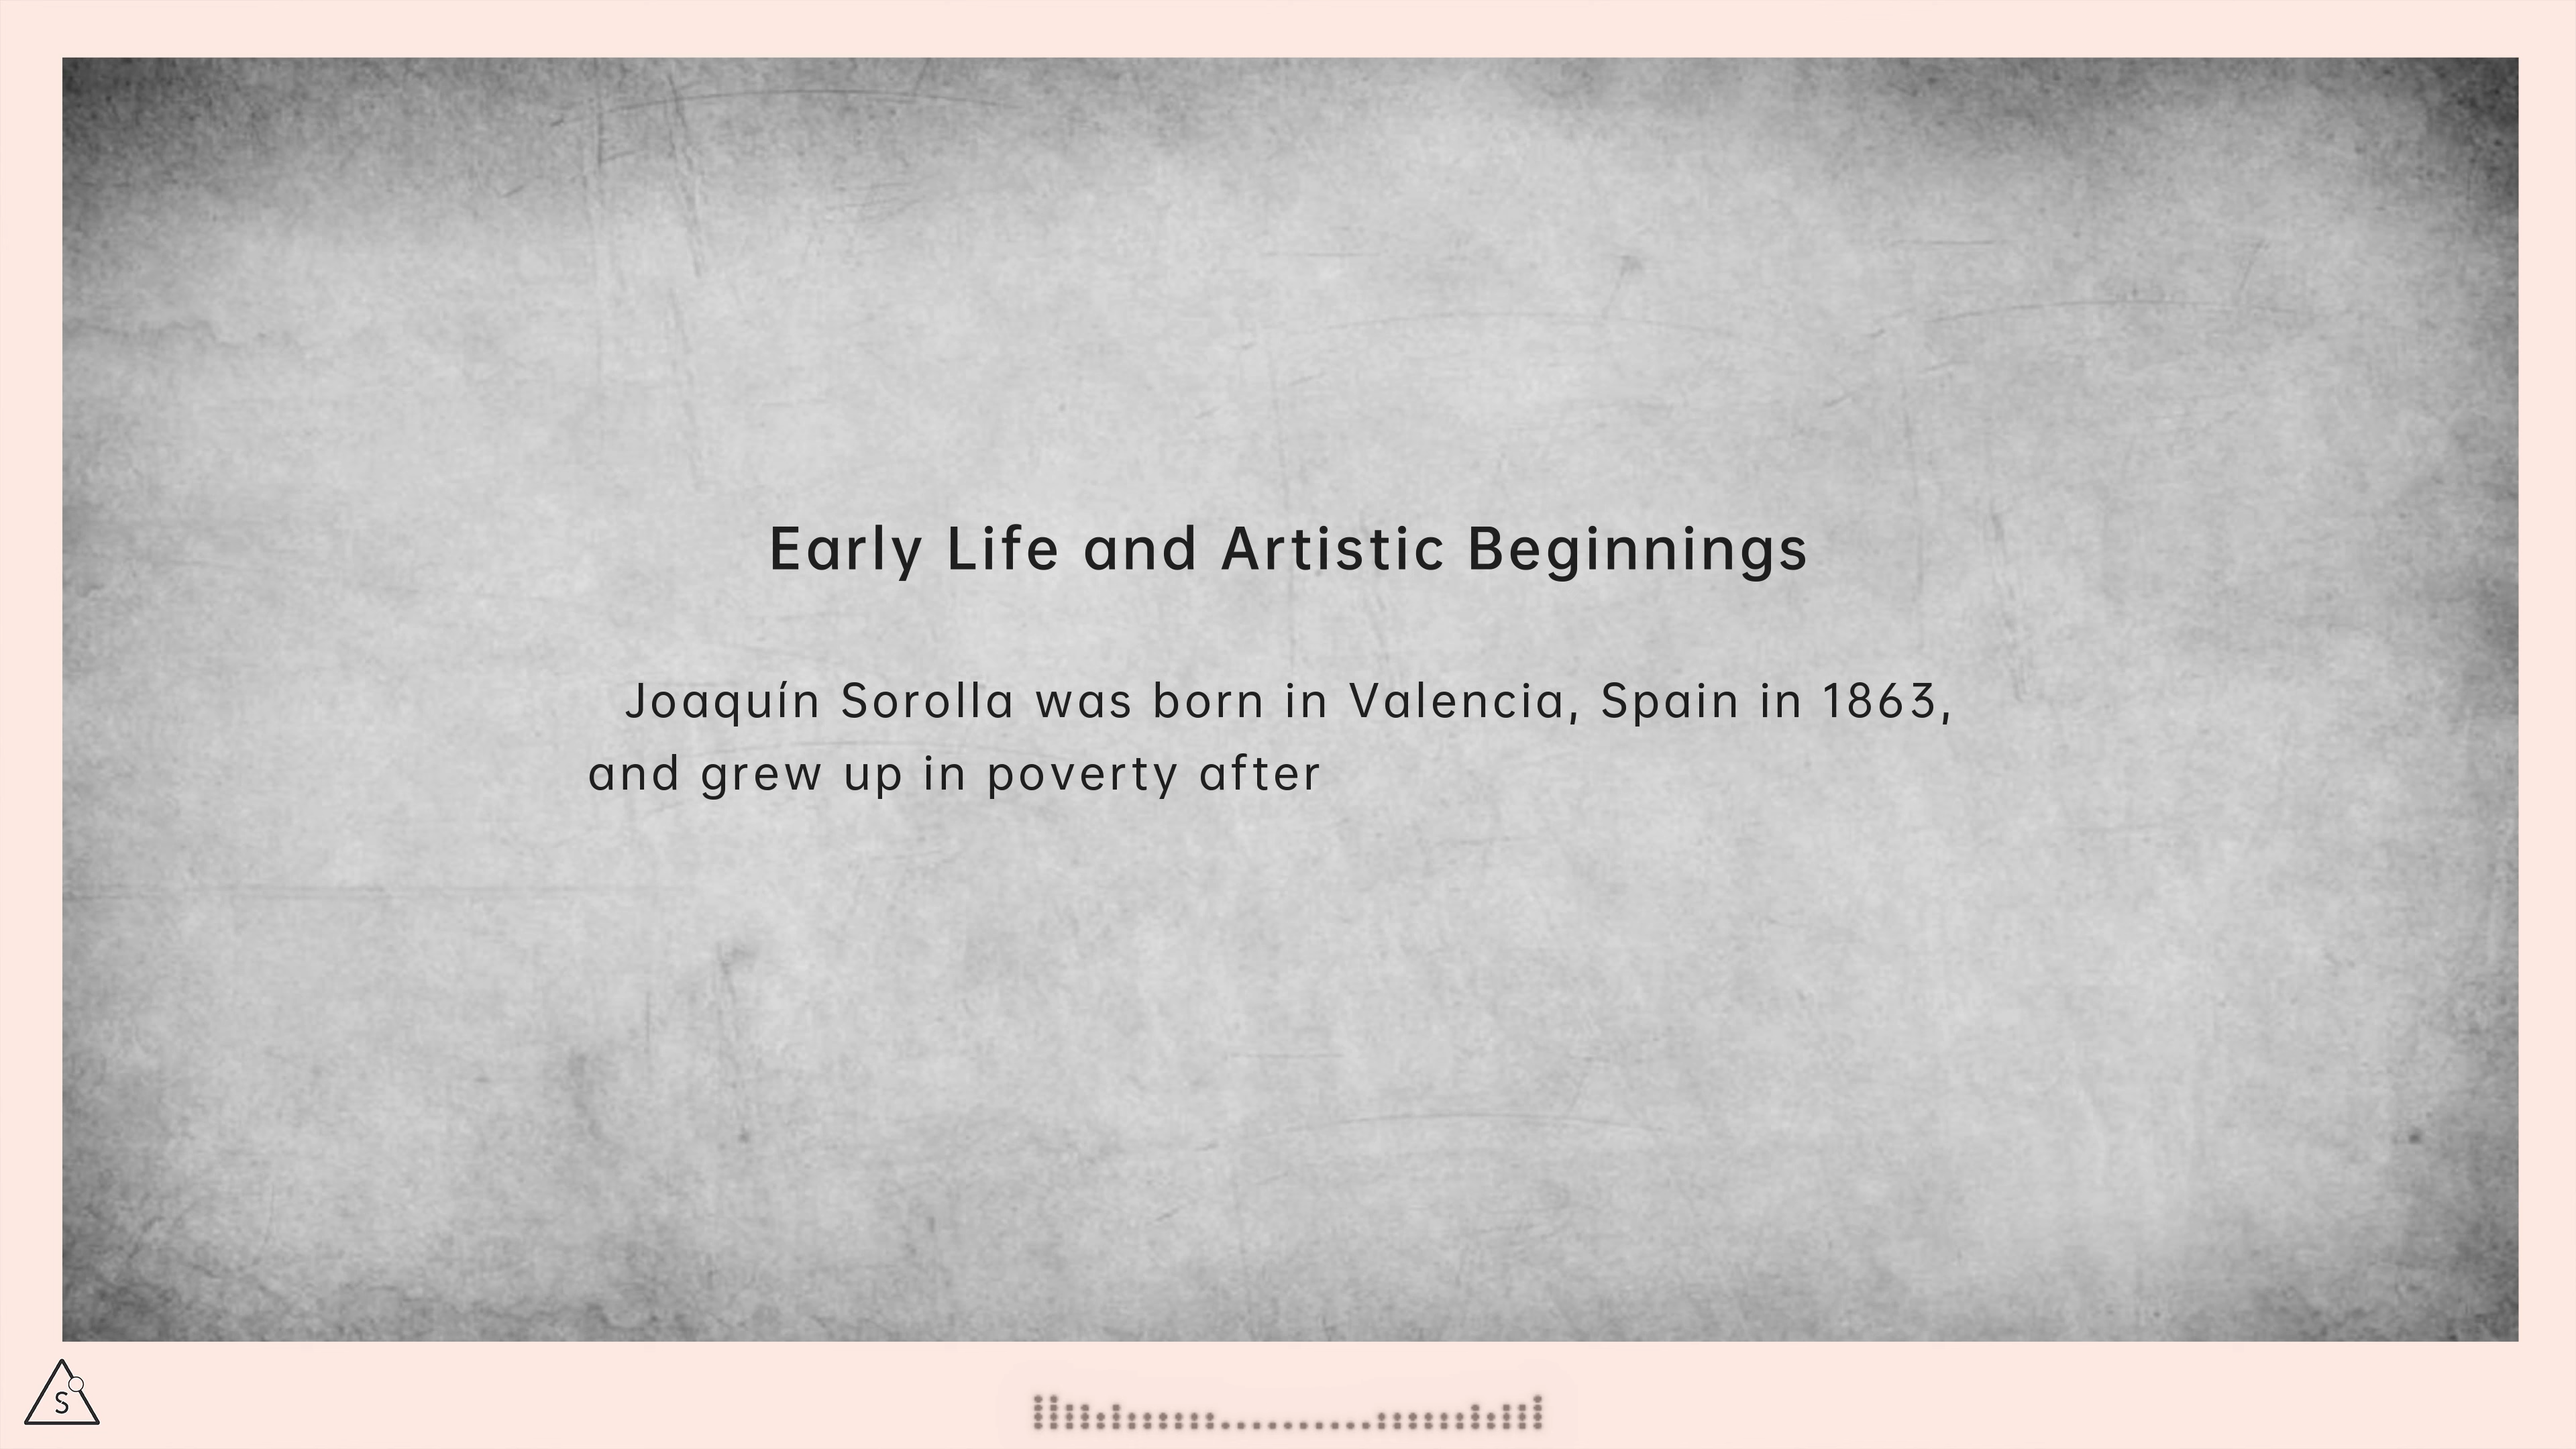 Early Life and Artistic Beginnings
Joaquín Sorolla was born in Valencia, Spain in 1863,
and grew up in poverty after
S